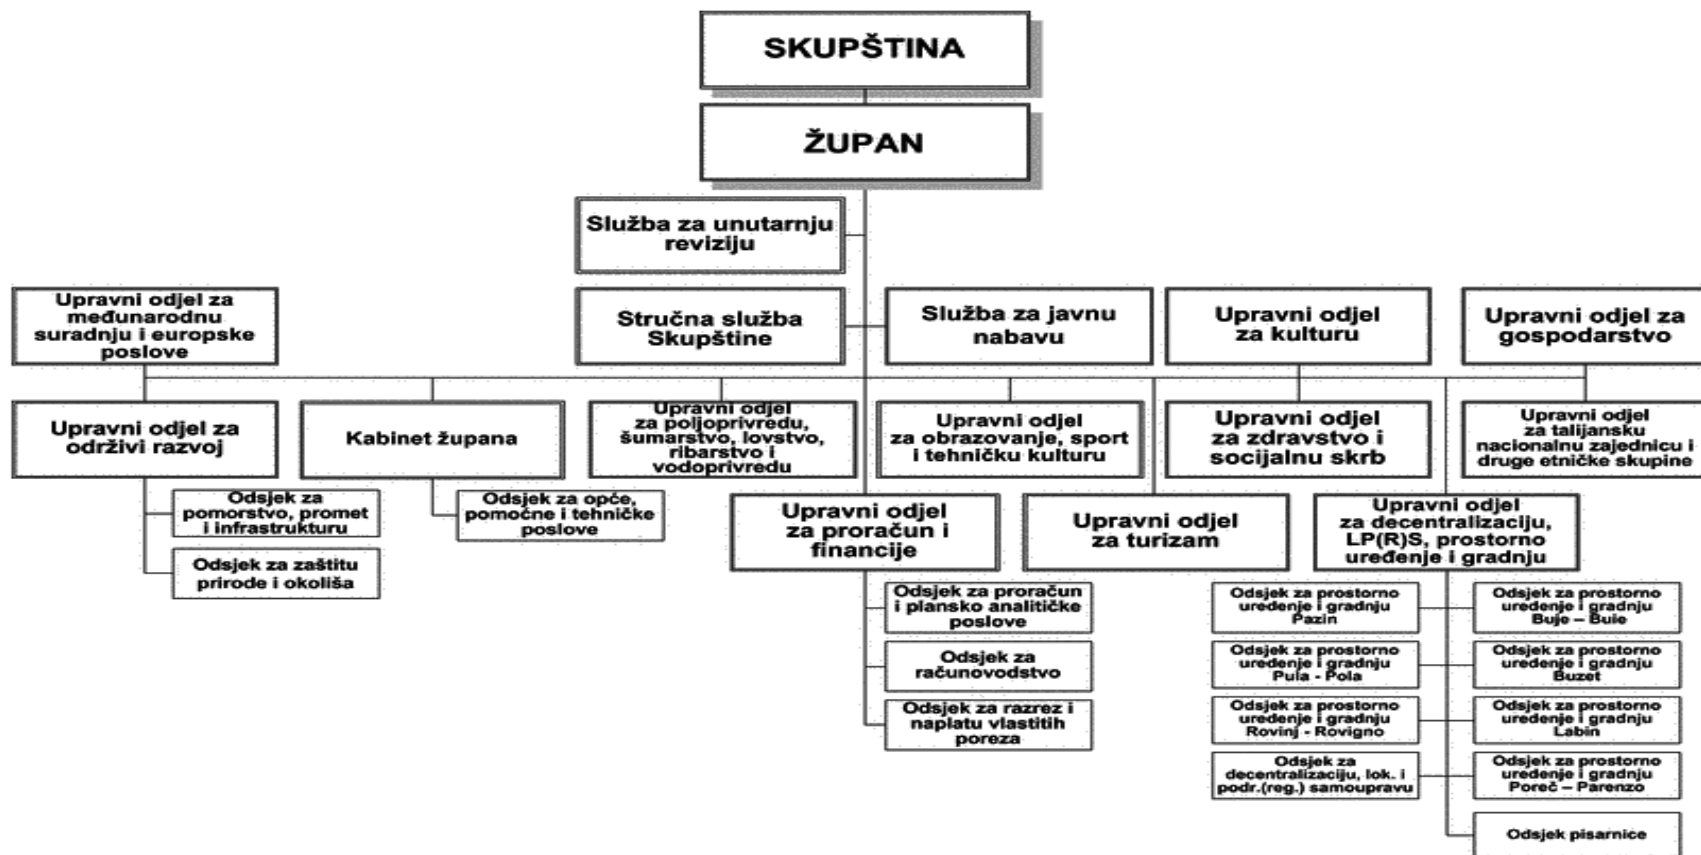 SKUPŠTINA
ŽUPAN
Služba za unutarnju
reviziju
Upravni odjel za
međunarodnu
suradnju i europske
poslove
Stručna služba
Skupštine
Služba za javnu
nabavu
Upravni odjel
za kulturu
Upravni odjel za
gospodarstvo
Upravni odjel za
održivi razvoj
Kabinet župana
Upravni odjel
za poljoprivredu,
šumarstvo, lovstvo,
ribarstvo i
vodoprivredu
Upravni odjel
za obrazovanje, sport
i tehničku kulturu
Upravni odjel
za zdravstvo i
socijalnu skrb
Upravni odjel
za talijansku
nacionalnu zajednicu i
druge etničke skupine
Odsjek za
pomorstvo, promet
i infrastrukturu
Odsjek za zaštitu
prirode i okoliša
Odsjek za opće,
pomoćne i tehničke
poslove
Upravni odjel
za proračun i
financije
Upravni odjel
za turizam
Upravni odjel
za decentralizaciju,
LP(R)S, prostorno
uređenje i gradnju
Odsjek za proračun
i plansko analitičke
poslove
Odsjek za
računovodstvo
Odsjek za razrez i
naplatu vlastitih
poreza
Odsjek za prostorno
uređenje i gradnju
Pazin
Odsjek za prostorno
uređenje i gradnju
Buje – Buie
Odsjek za prostorno
uređenje i gradnju
Pula - Pola
Odsjek za prostorno
uređenje i gradnju
Buzet
Odsjek za prostorno
uređenje i gradnju
Rovinj - Rovigno
Odsjek za prostorno
uređenje i gradnju
Labin
Odsjek za
decentralizaciju, lok. i
podr.(reg.) samoupravu
Odsjek za prostorno
uređenje i gradnju
Poreč – Parenzo
Odsjek pisarnice